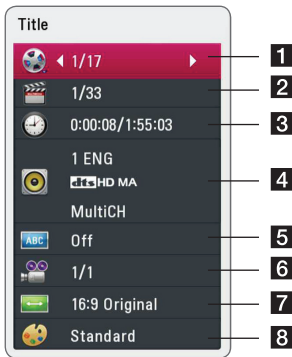 Title
1/17
1
1/33
2
0:00:08/1:55:03
3
1 ENG
dts HD MA
MultiCH
4
ABC
Off
5
1/1
6
16:9 Original
7
Standard
8